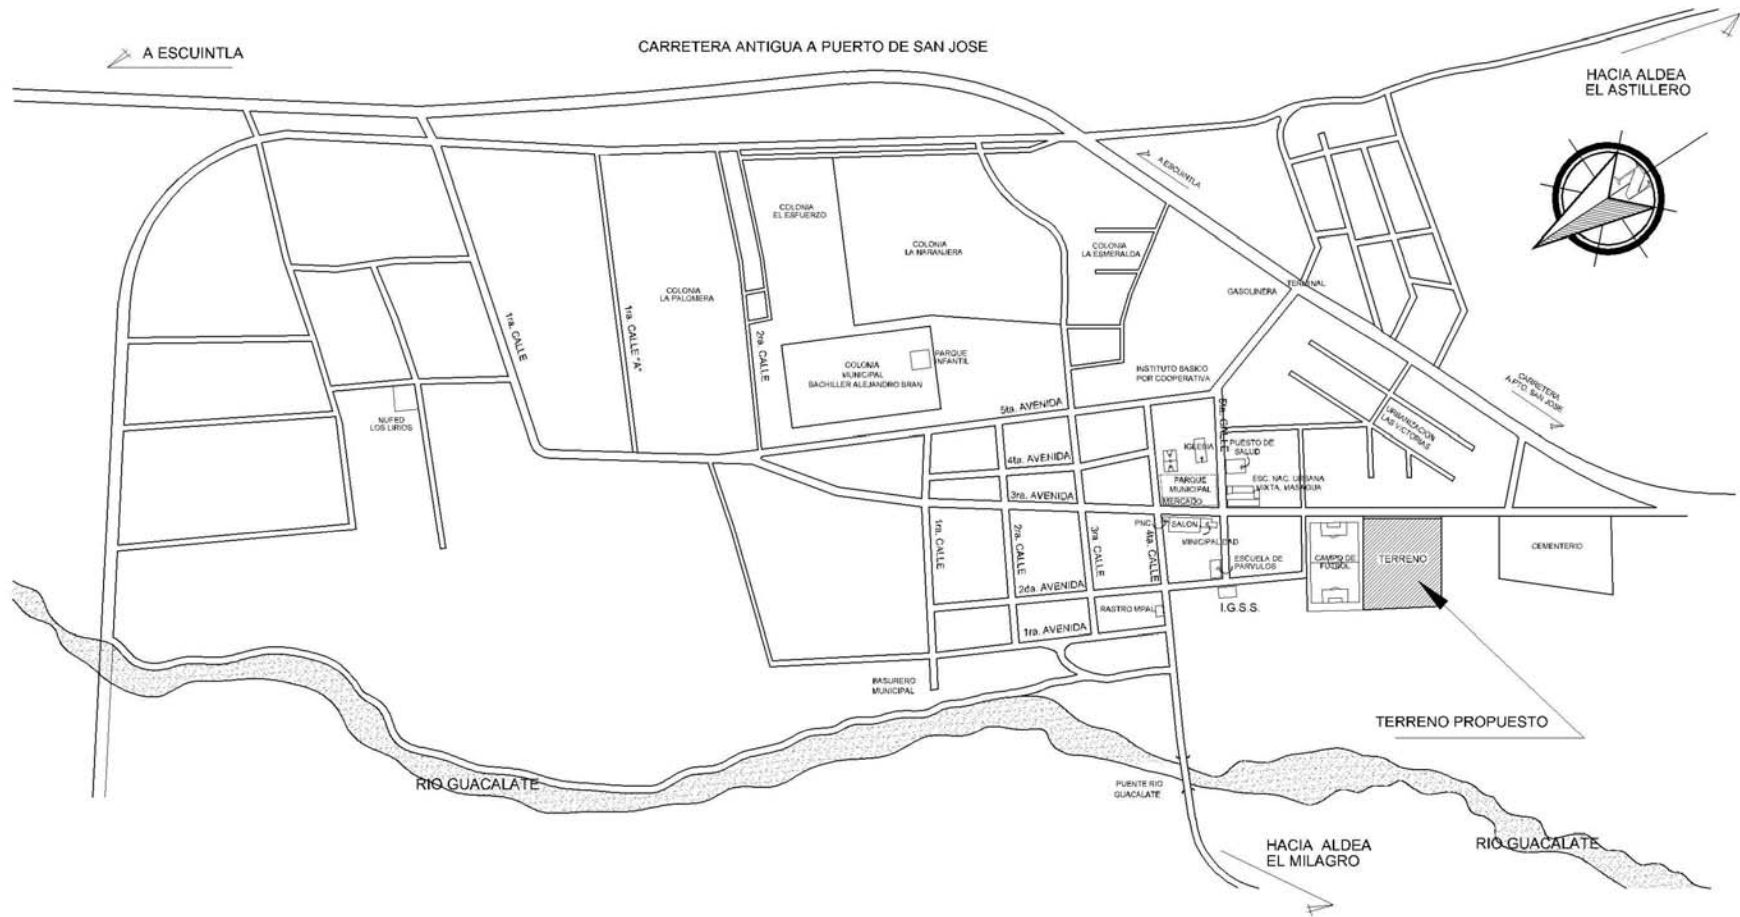 A ESCUINTLA
CARRETERA ANTIGUA A PUERTO DE SAN JOSE
HACIA ALDEA
EL ASTILLERO
A ESCUINTLA
COLONIA
EL ESFUERZO
COLONIA
LA NARANJERA
COLONIA
LA ESMERALDA
COLONIA
LA PALOMERA
GASOLINERA
TERMINAL
1ra. CALLE
1ra. CALLE "A"
2ra. CALLE
COLONIA
MUNICIPAL
BACHILLER ALEJANDRO BRAN
PARQUE
INFANTIL
INSTITUTO BASICO
POR COOPERATIVA
CARRETERA
A PTO. SAN JOSE
URBANIZACION
LAS VICTORIAS
NUFED
LOS LIRIOS
5ta. AVENIDA
5ta. CALLE
4ta. AVENIDA
3ra. AVENIDA
IGLESIA
PUESTO DE
SALUD
PARQUE
MUNICIPAL
ESC. NAC. URBANA
MIXTA. MASAGUA
MERCADO
PNC
SALON
MINICIPALIDAD
1ra. CALLE
2ra. CALLE
3ra. CALLE
4ta. CALLE
ESCUELA DE
PARVULOS
CAMPO DE
FUTBOL
TERRENO
CEMENTERIO
2da. AVENIDA
RASTRO MPAL
I.G.S.S.
1ra. AVENIDA
BASURERO
MUNICIPAL
TERRENO PROPUESTO
RIO GUACALATE
PUENTE RIO
GUACALATE
HACIA ALDEA
EL MILAGRO
RIO GUACALATE